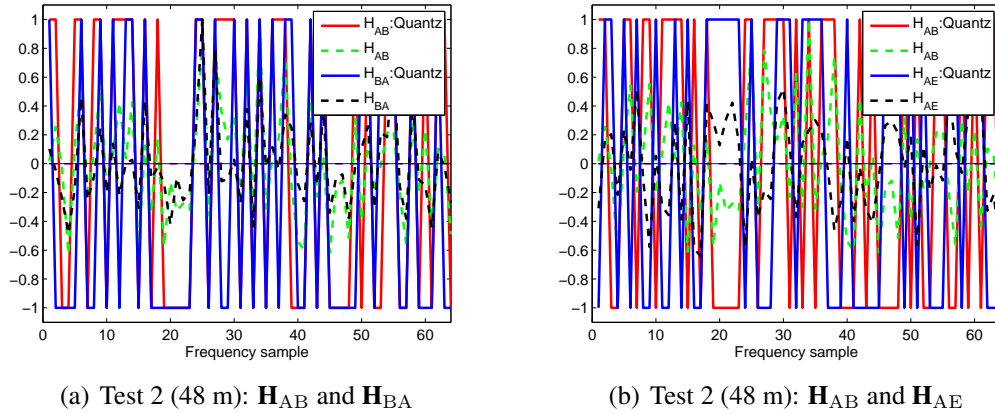 1
0.8
0.6
0.4
0.2
0
−0.2
−0.4
−0.6
−0.8
−1
0 10 20 30 40 50 60
Frequency sample
H_AB:Quantz
H_AB
H_BA:Quantz
H_BA
(a) Test 2 (48 m): H_AB and H_BA
1
0.8
0.6
0.4
0.2
0
−0.2
−0.4
−0.6
−0.8
−1
0 10 20 30 40 50 60
Frequency sample
H_AB:Quantz
H_AB
H_AE:Quantz
H_AE
(b) Test 2 (48 m): H_AB and H_AE